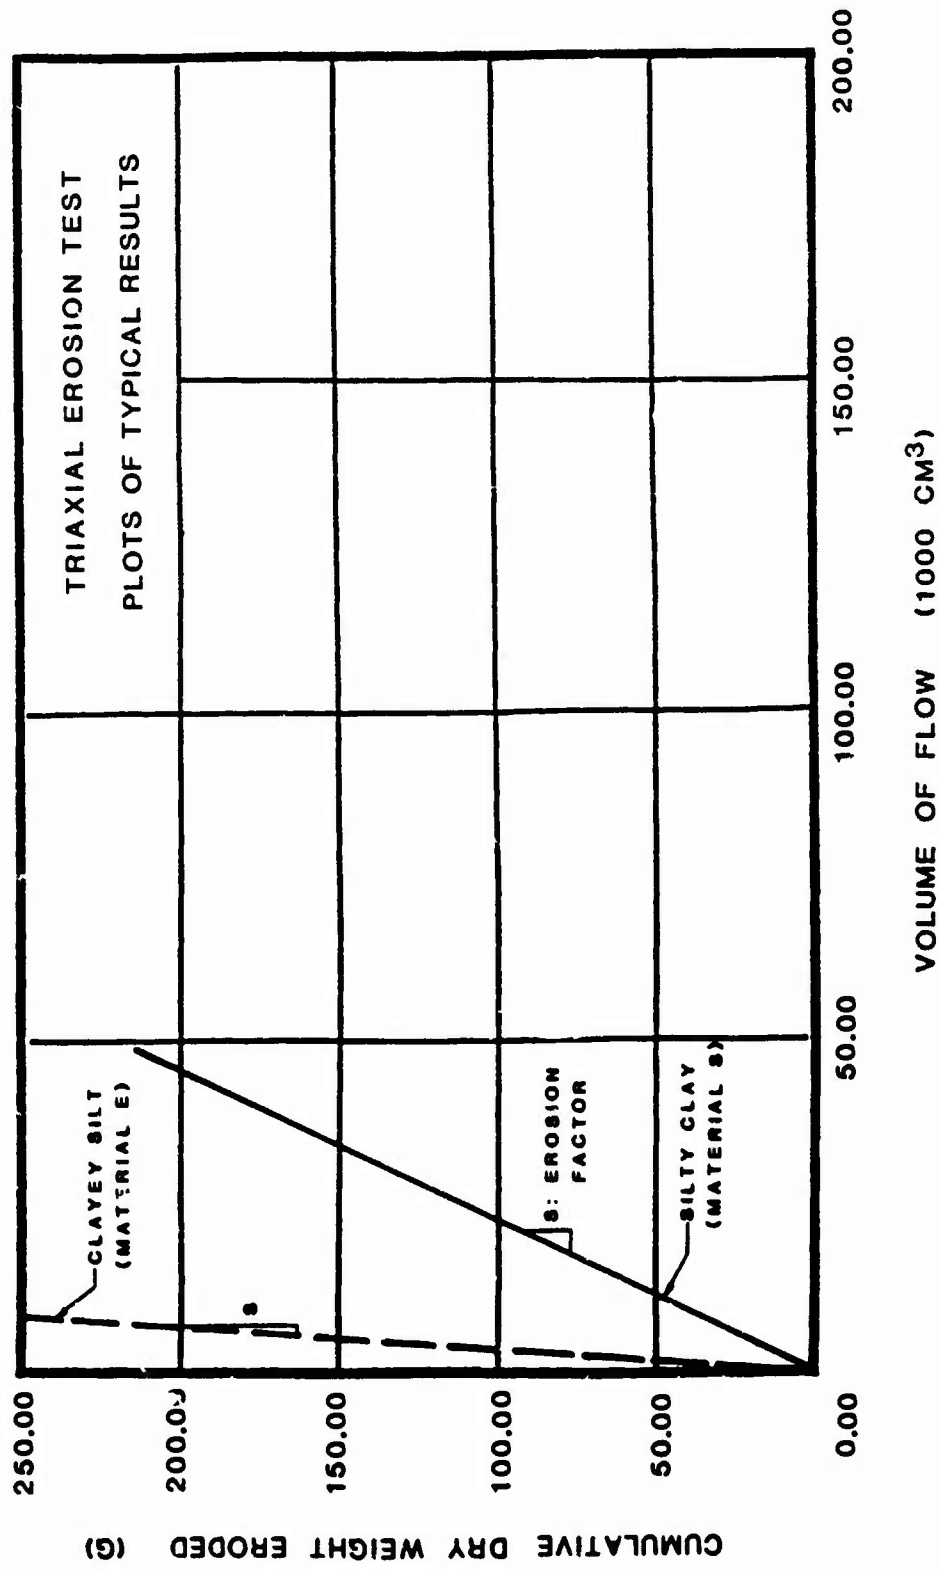 TRIAXIAL EROSION TEST
PLOTS OF TYPICAL RESULTS
CLAYEY SILT
(MATERIAL E)
S
S: EROSION
FACTOR
SILTY CLAY
(MATERIAL S)
250.00
200.00
150.00
100.00
50.00
0.00
50.00
100.00
150.00
200.00
CUMULATIVE DRY WEIGHT ERODED (G)
VOLUME OF FLOW (1000 CM³)